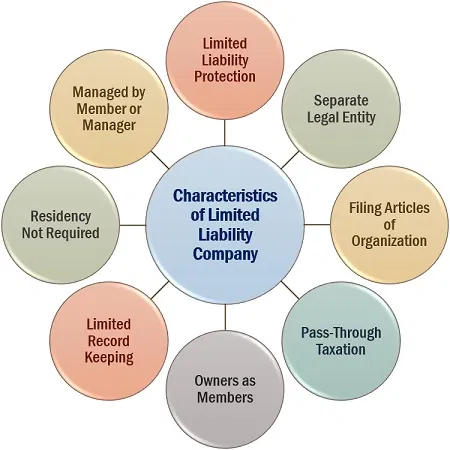 Characteristics
of Limited
Liability
Company
Limited
Liability
Protection
Separate
Legal Entity
Filing Articles
of
Organization
Pass-Through
Taxation
Owners as
Members
Limited
Record
Keeping
Residency
Not Required
Managed by
Member or
Manager